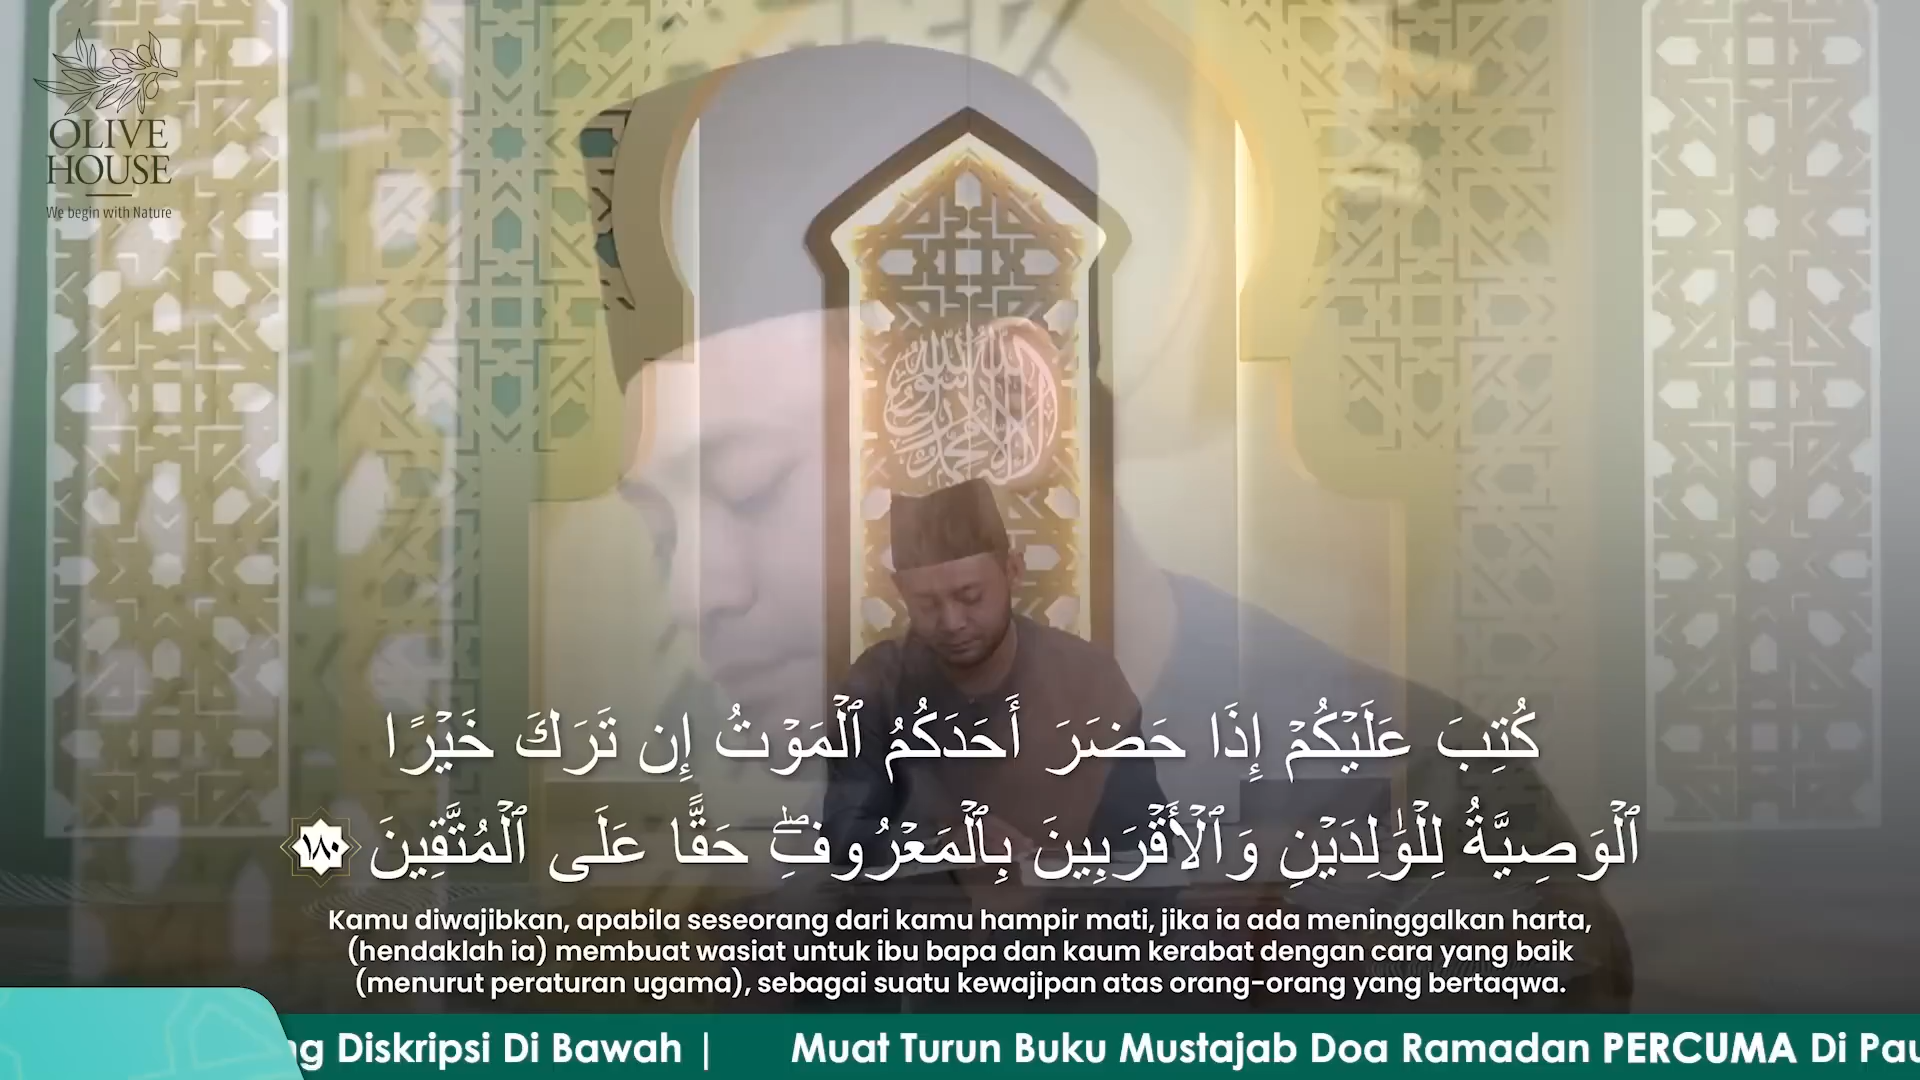 OLIVE
HOUSE
We begin with Nature
كُتِبَ عَلَيْكُمْ إِذَا حَضَرَ أَحَدَكُمُ ٱلْمَوْتُ إِن تَرَكَ خَيْرًا
ٱلْوَصِيَّةُ لِلْوَٰلِدَيْنِ وَٱلْأَقْرَبِينَ بِٱلْمَعْرُوفِۖ حَقًّا عَلَى ٱلْمُتَّقِينَ ١٨٠
Kamu diwajibkan, apabila seseorang dari kamu hampir mati, jika ia ada meninggalkan harta,
(hendaklah ia) membuat wasiat untuk ibu bapa dan kaum kerabat dengan cara yang baik
(menurut peraturan ugama), sebagai suatu kewajipan atas orang-orang yang bertaqwa.
ng Diskripsi Di Bawah | Muat Turun Buku Mustajab Doa Ramadan PERCUMA Di Pau